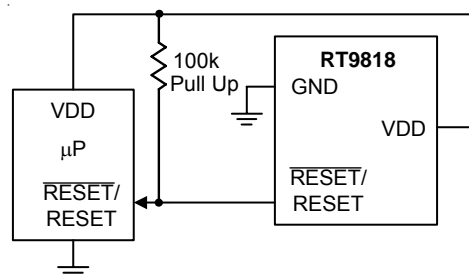 100k
Pull Up
RT9818
GND
VDD
RESET/
RESET
VDD
μP
RESET/
RESET